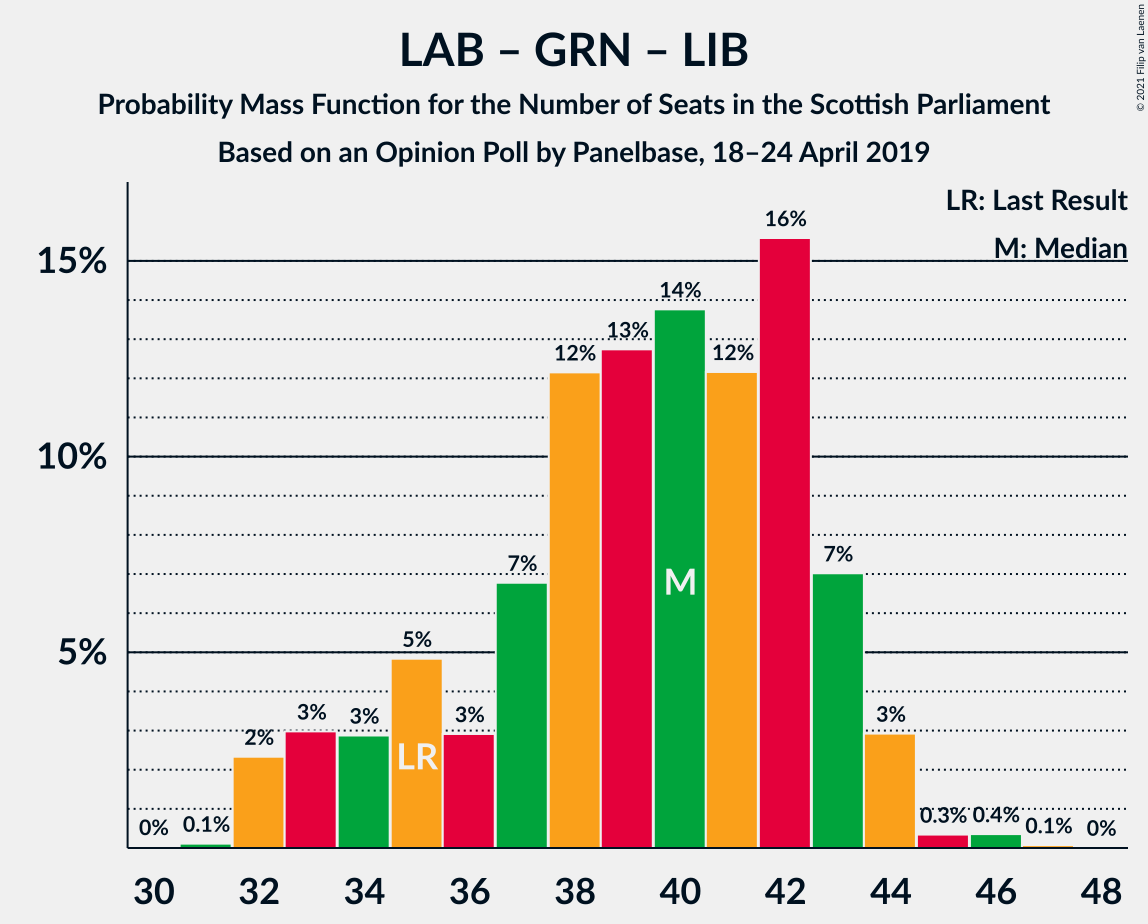 LAB – GRN – LIB
Probability Mass Function for the Number of Seats in the Scottish Parliament
Based on an Opinion Poll by Panelbase, 18–24 April 2019
© 2021 Filip van Laenen
LR: Last Result
M: Median
15%
10%
5%
0%
0.1%
2%
3%
3%
5%
3%
7%
12%
13%
14%
12%
16%
7%
3%
0.3%
0.4%
0.1%
0%
LR
M
30 32 34 36 38 40 42 44 46 48